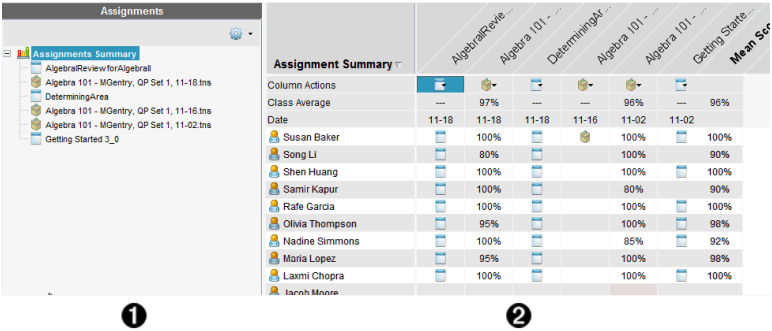 Assignments
Assignments Summary
AlgebraIReviewforAlgebraII
Algebra 101 - MGentry, QP Set 1, 11-18.tns
DeterminingArea
Algebra 101 - MGentry, QP Set 1, 11-16.tns
Algebra 101 - MGentry, QP Set 1, 11-02.tns
Getting Started 3_0
Assignment Summary AlgebraIRevie... Algebra 101 - ... DeterminingAr... Algebra 101 - ... Algebra 101 - ... Getting Starte... Mean Sco
Column Actions
Class Average --- 97% --- --- 96% --- 96%
Date 11-18 11-18 11-18 11-16 11-02 11-02
Susan Baker 100% 100% 100%
Song Li 80% 100% 90%
Shen Huang 100% 100% 100%
Samir Kapur 100% 80% 90%
Rafe Garcia 100% 100% 100%
Olivia Thompson 95% 100% 98%
Nadine Simmons 100% 85% 92%
Maria Lopez 95% 100% 98%
Laxmi Chopra 100% 100% 100%
Jacob Moore
1 2